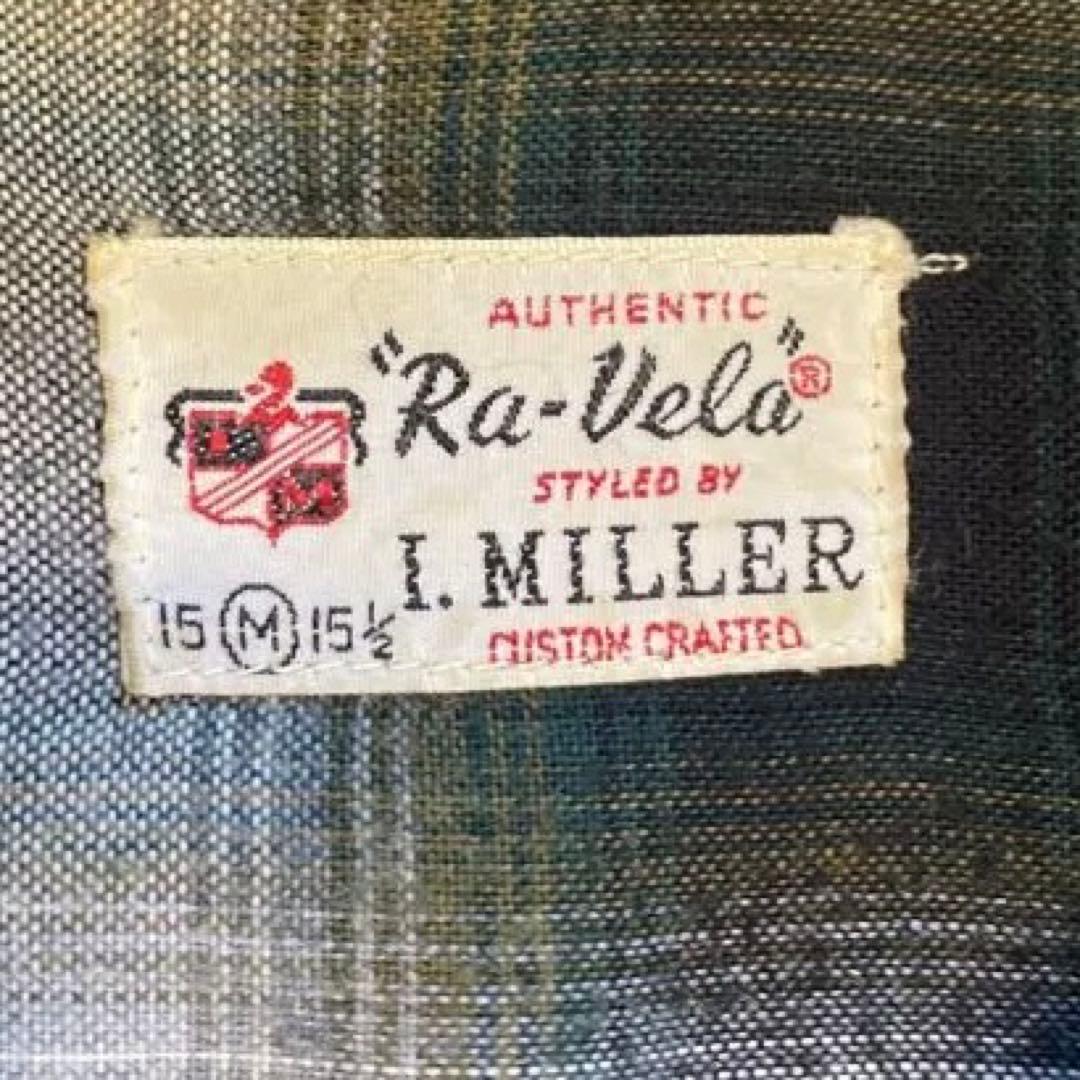 AUTHENTIC
"Ra-Vela"®
STYLED BY
I. MILLER
15 M 15½
CUSTOM CRAFTED
M